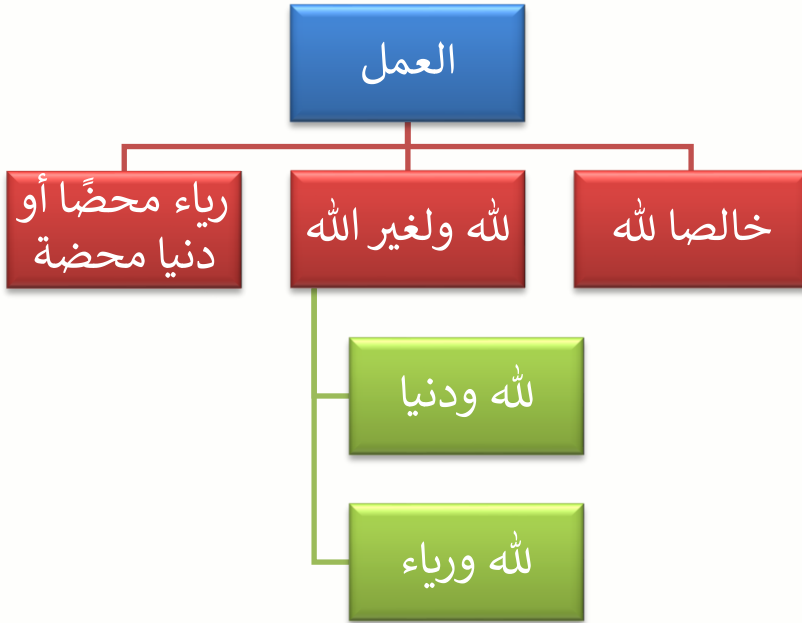 العمل
خالصا لله
لله ولغير الله
رياء محضًا أو
دنيا محضة
لله ودنيا
لله ورياء